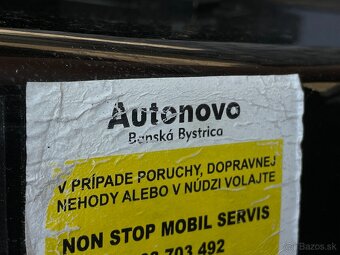 Autonovo
Banská Bystrica
V PRÍPADE PORUCHY, DOPRAVNEJ
NEHODY ALEBO V NÚDZI VOLAJTE
NON STOP MOBIL SERVIS
703 492
bazos.sk